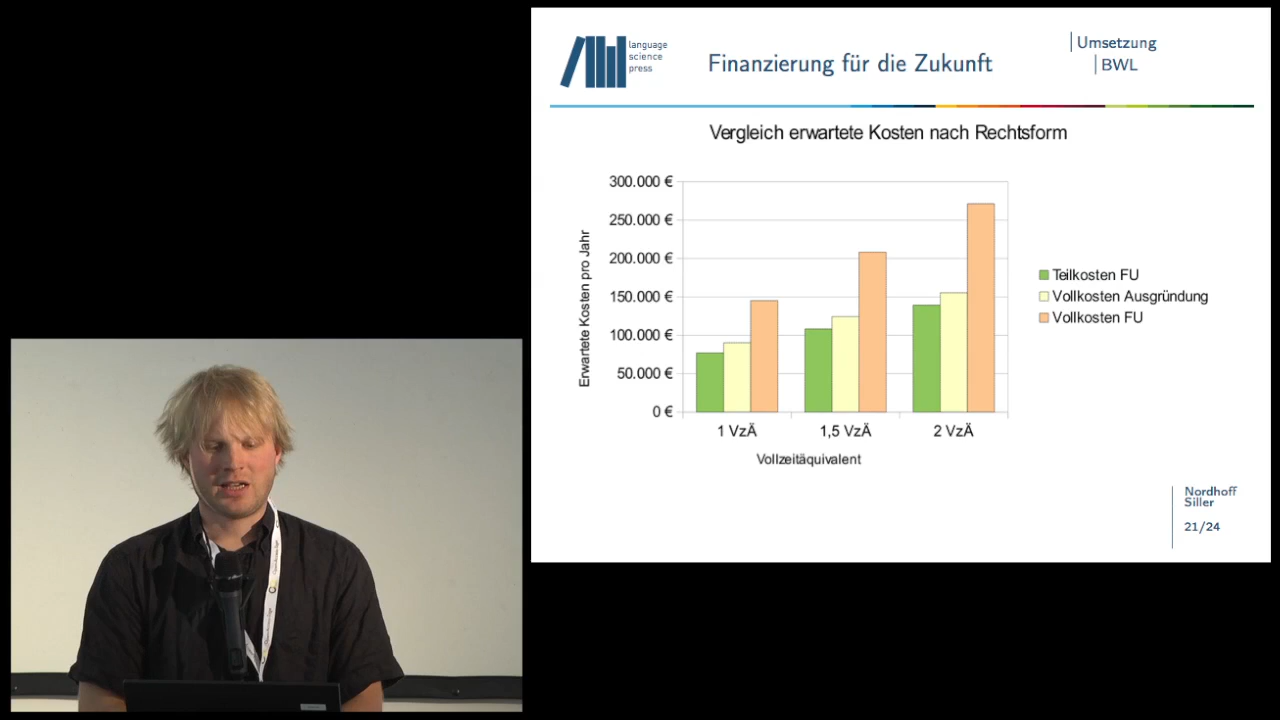 language
science
press
Finanzierung für die Zukunft
Umsetzung
BWL
Vergleich erwartete Kosten nach Rechtsform
Erwartete Kosten pro Jahr
300.000 €
250.000 €
200.000 €
150.000 €
100.000 €
50.000 €
0 €
1 VzÄ
1,5 VzÄ
2 VzÄ
Vollzeitäquivalent
Teilkosten FU
Vollkosten Ausgründung
Vollkosten FU
Nordhoff
Siller
21/24